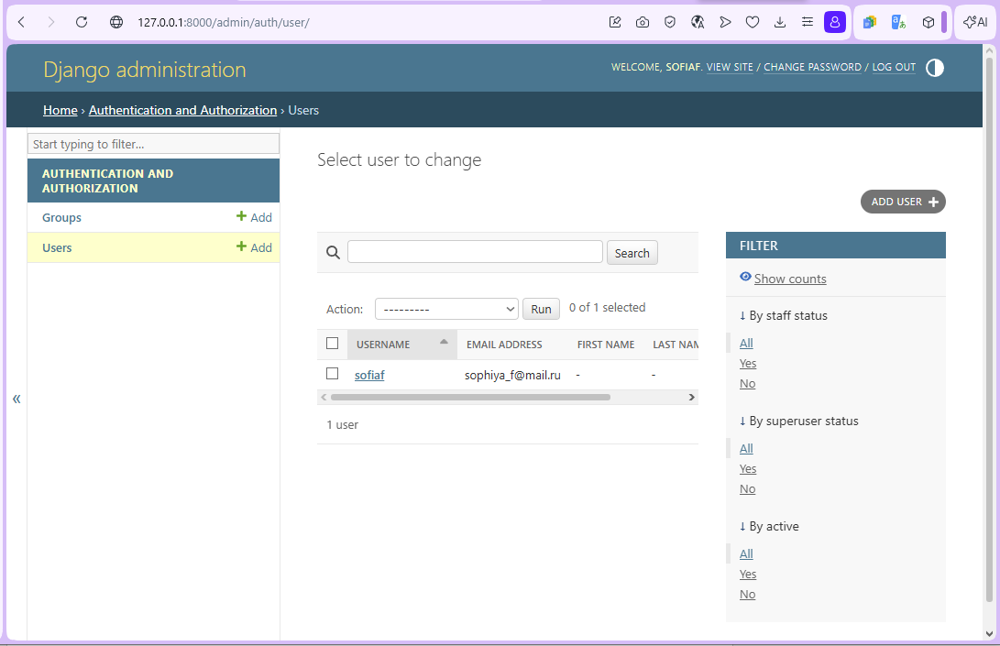 127.0.0.1:8000/admin/auth/user/
AI
Django administration
WELCOME, SOFIAF. VIEW SITE / CHANGE PASSWORD / LOG OUT
Home › Authentication and Authorization › Users
Start typing to filter...
AUTHENTICATION AND
AUTHORIZATION
Groups + Add
Users + Add
«
Select user to change
ADD USER +
Search
Action: --------- Run 0 of 1 selected
USERNAME EMAIL ADDRESS FIRST NAME LAST NAM
sofiaf sophiya_f@mail.ru - -
1 user
FILTER
Show counts
↓ By staff status
All
Yes
No
↓ By superuser status
All
Yes
No
↓ By active
All
Yes
No